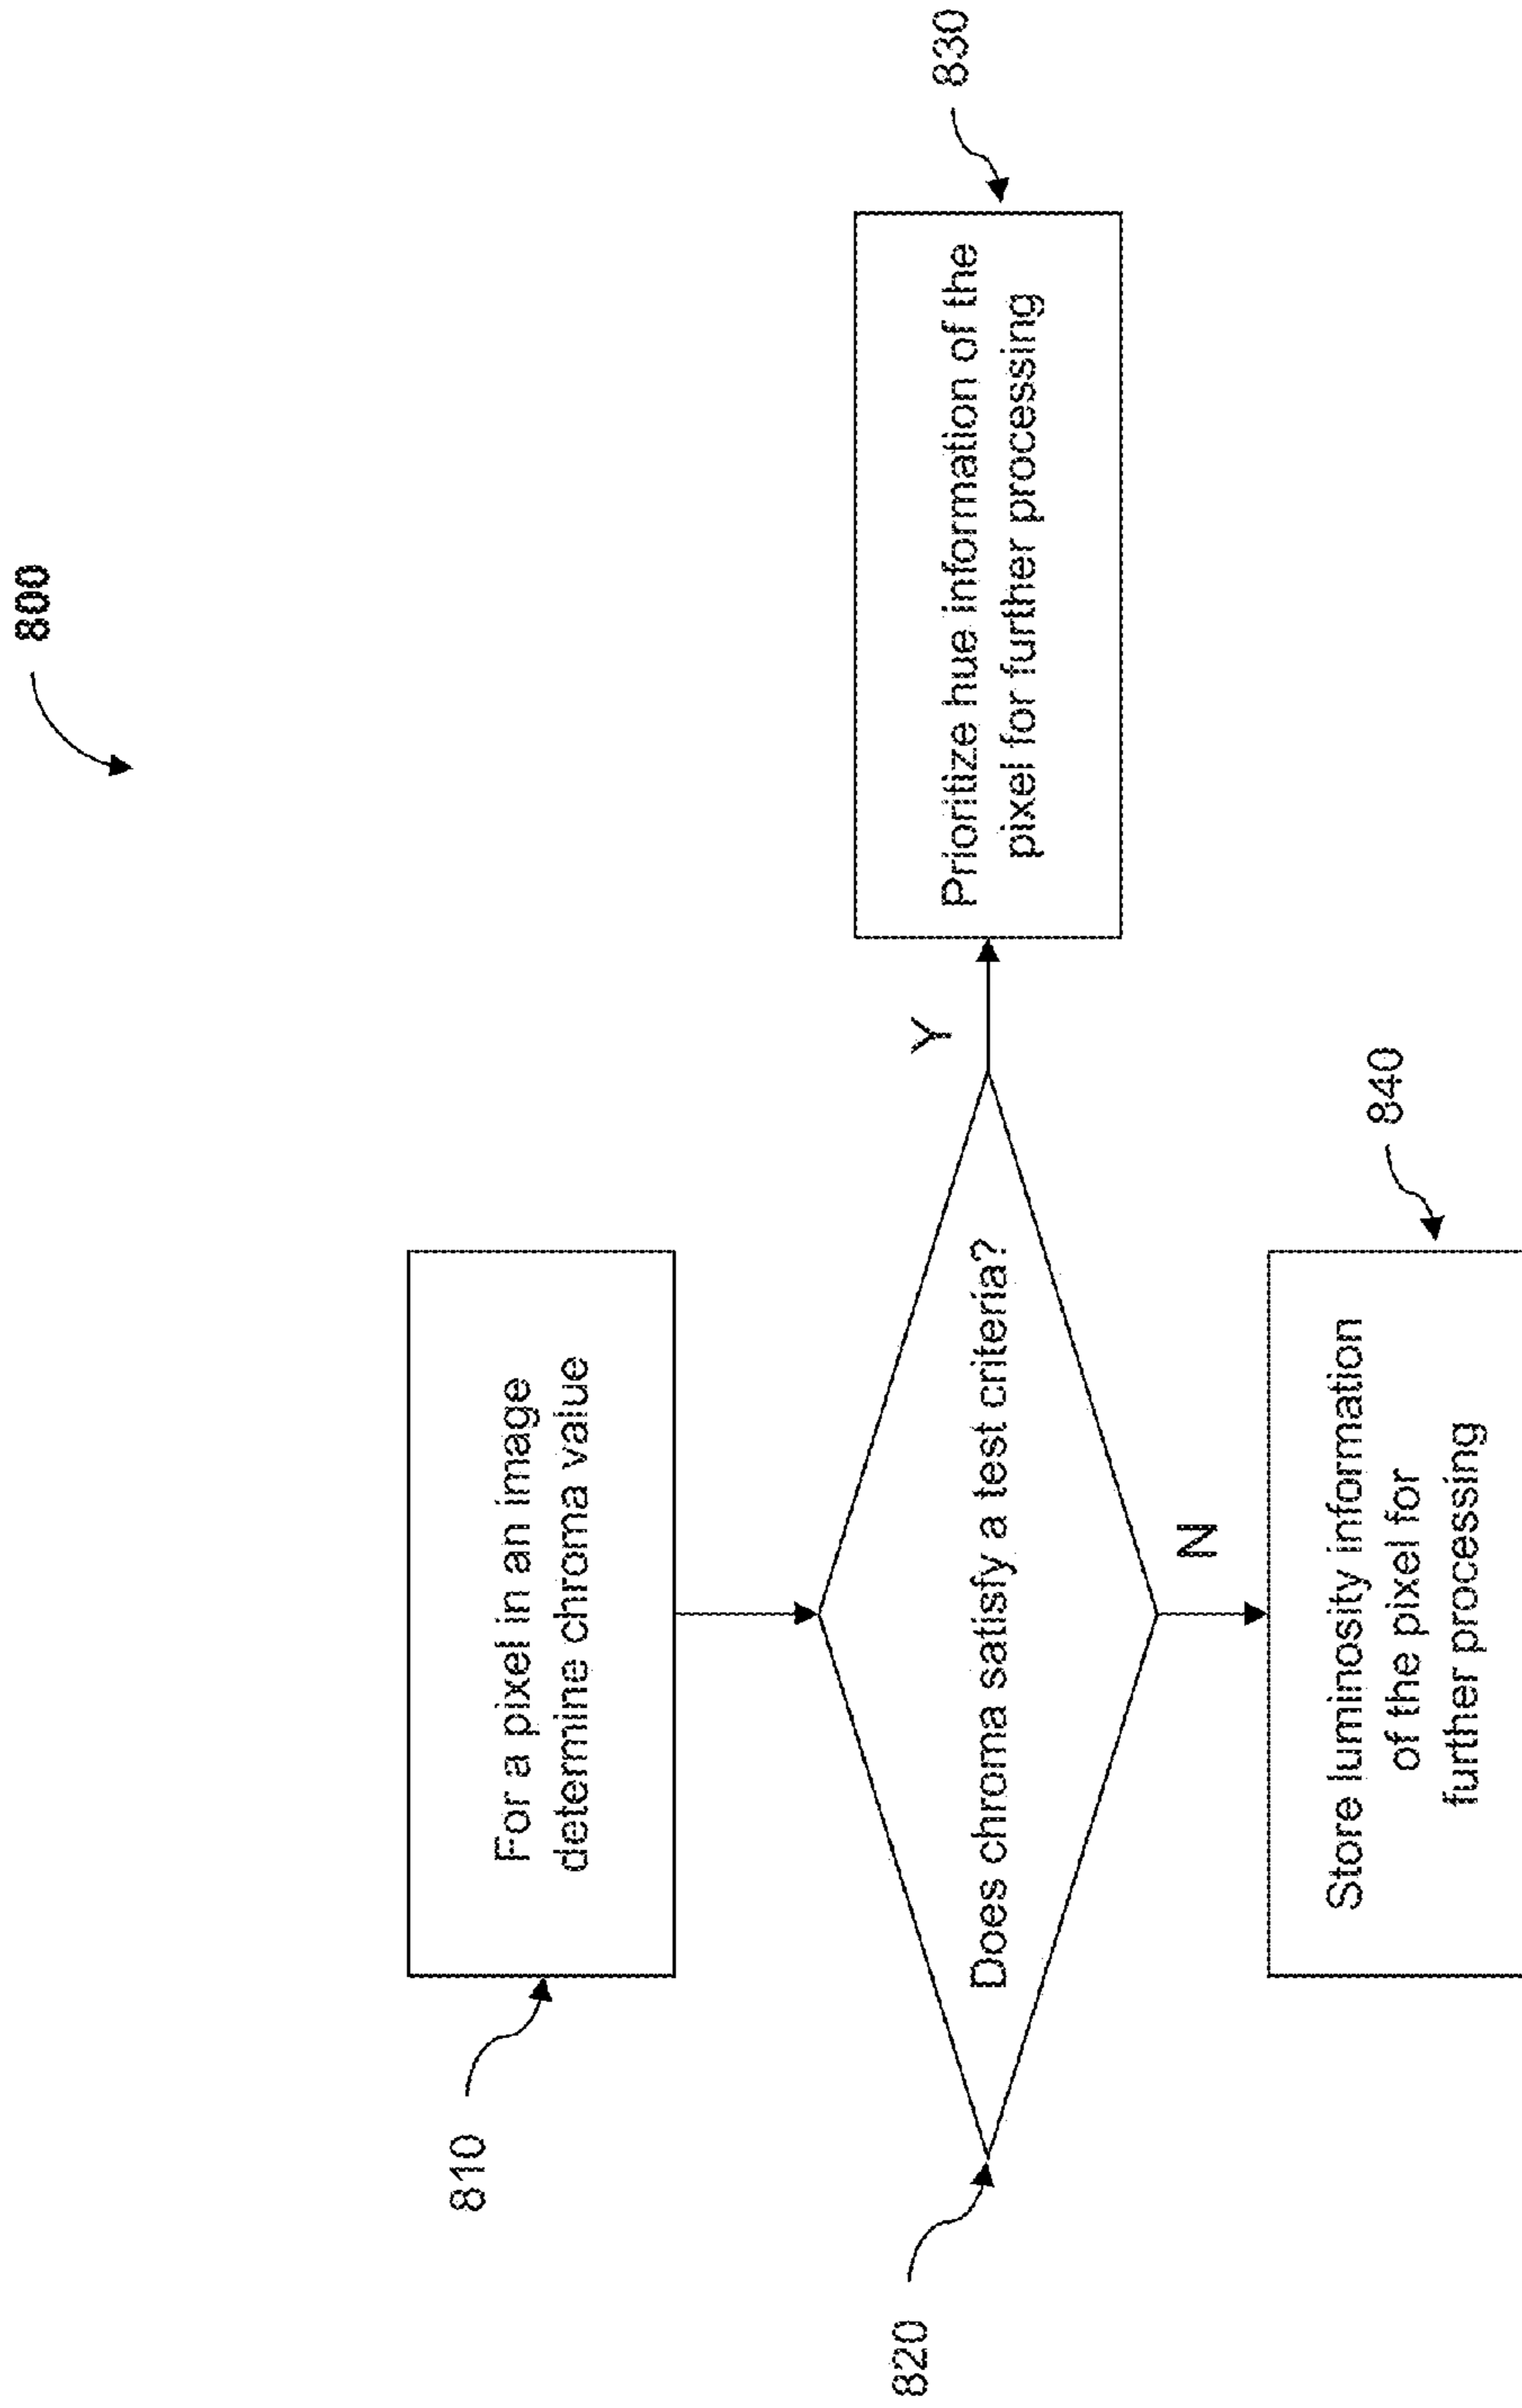 800
810
For a pixel in an image
determine chroma value
820
Does chroma satisfy a test criteria?
Y
Prioritize hue information of the
pixel for further processing
830
N
Store luminosity information
of the pixel for
further processing
840